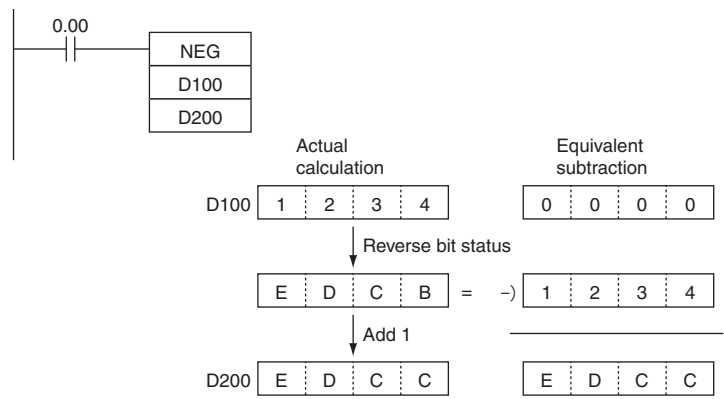 0.00
NEG
D100
D200
Actual calculation
Equivalent subtraction
D100 1 2 3 4
0 0 0 0
Reverse bit status
E D C B = -) 1 2 3 4
Add 1
D200 E D C C
E D C C